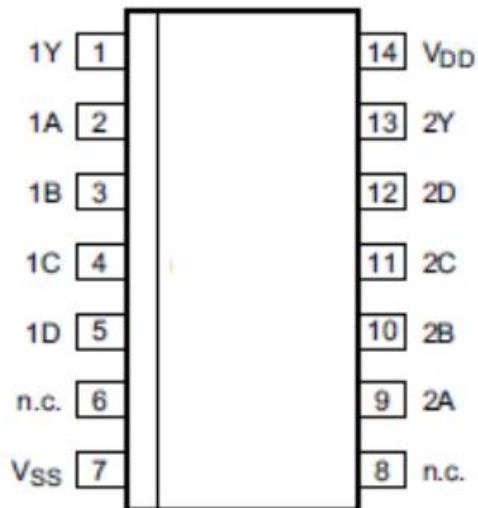 1Y 1 14 VDD
1A 2 13 2Y
1B 3 12 2D
1C 4 11 2C
1D 5 10 2B
n.c. 6 9 2A
VSS 7 8 n.c.